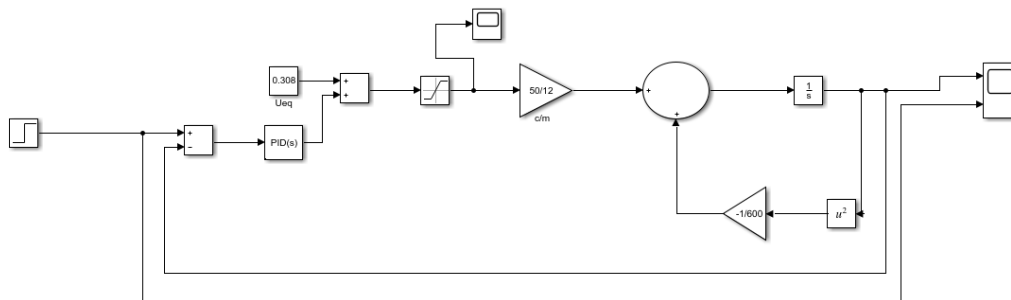 0.308
+
+
Ueq
50/12
c/m
+
+
1
s
+
−
PID(s)
-1/600
u²